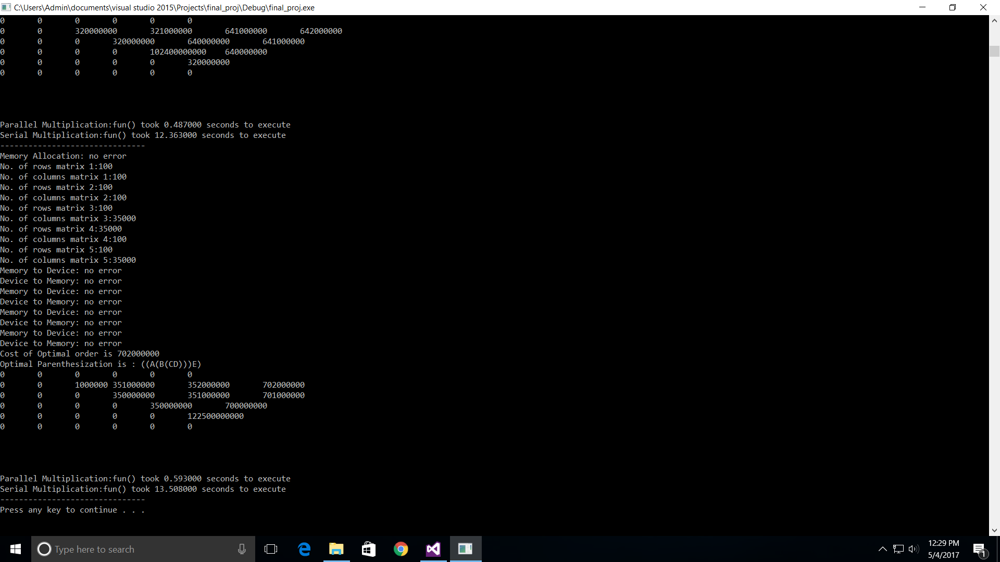 C:\Users\Admin\documents\visual studio 2015\Projects\final_proj\Debug\final_proj.exe
0 0 0 0 0 0
0 0 320000000 321000000 641000000 642000000
0 0 0 320000000 640000000 641000000
0 0 0 0 102400000000 640000000
0 0 0 0 0 320000000
0 0 0 0 0 0
Parallel Multiplication:fun() took 0.487000 seconds to execute
Serial Multiplication:fun() took 12.363000 seconds to execute
-------------------------------
Memory Allocation: no error
No. of rows matrix 1:100
No. of columns matrix 1:100
No. of rows matrix 2:100
No. of columns matrix 2:100
No. of rows matrix 3:100
No. of columns matrix 3:35000
No. of rows matrix 4:35000
No. of columns matrix 4:100
No. of rows matrix 5:100
No. of columns matrix 5:35000
Memory to Device: no error
Device to Memory: no error
Memory to Device: no error
Device to Memory: no error
Memory to Device: no error
Device to Memory: no error
Memory to Device: no error
Device to Memory: no error
Cost of Optimal order is 702000000
Optimal Parenthesization is : ((A(B(CD)))E)
0 0 0 0 0 0
0 0 1000000 351000000 352000000 702000000
0 0 0 350000000 351000000 701000000
0 0 0 0 350000000 700000000
0 0 0 0 0 122500000000
0 0 0 0 0 0
Parallel Multiplication:fun() took 0.593000 seconds to execute
Serial Multiplication:fun() took 13.508000 seconds to execute
-------------------------------
Press any key to continue . . .
Type here to search
12:29 PM
5/4/2017
1